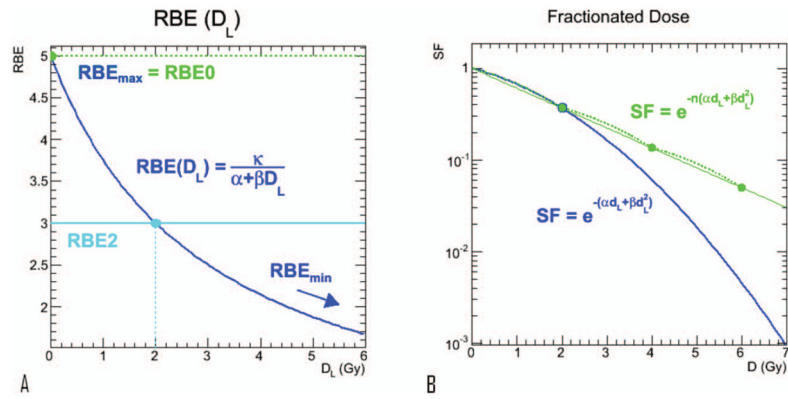 RBE (D_L)
RBE
5
4.5
4
3.5
3
2.5
2
RBE_max = RBE0
RBE(D_L) = κ / (α+βD_L)
RBE2
RBE_min
0 1 2 3 4 5 6
D_L (Gy)
A
Fractionated Dose
SF
1
10^-1
10^-2
10^-3
SF = e^-n(αd_L+βd_L^2)
SF = e^-(αd_L+βd_L^2)
0 1 2 3 4 5 6 7
D (Gy)
B